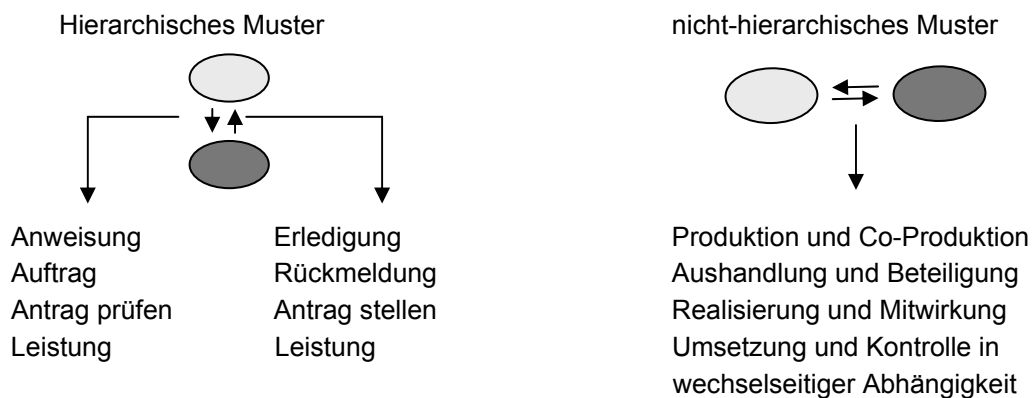 Hierarchisches Muster
Anweisung
Auftrag
Antrag prüfen
Leistung
Erledigung
Rückmeldung
Antrag stellen
Leistung
nicht-hierarchisches Muster
Produktion und Co-Produktion
Aushandlung und Beteiligung
Realisierung und Mitwirkung
Umsetzung und Kontrolle in
wechselseitiger Abhängigkeit